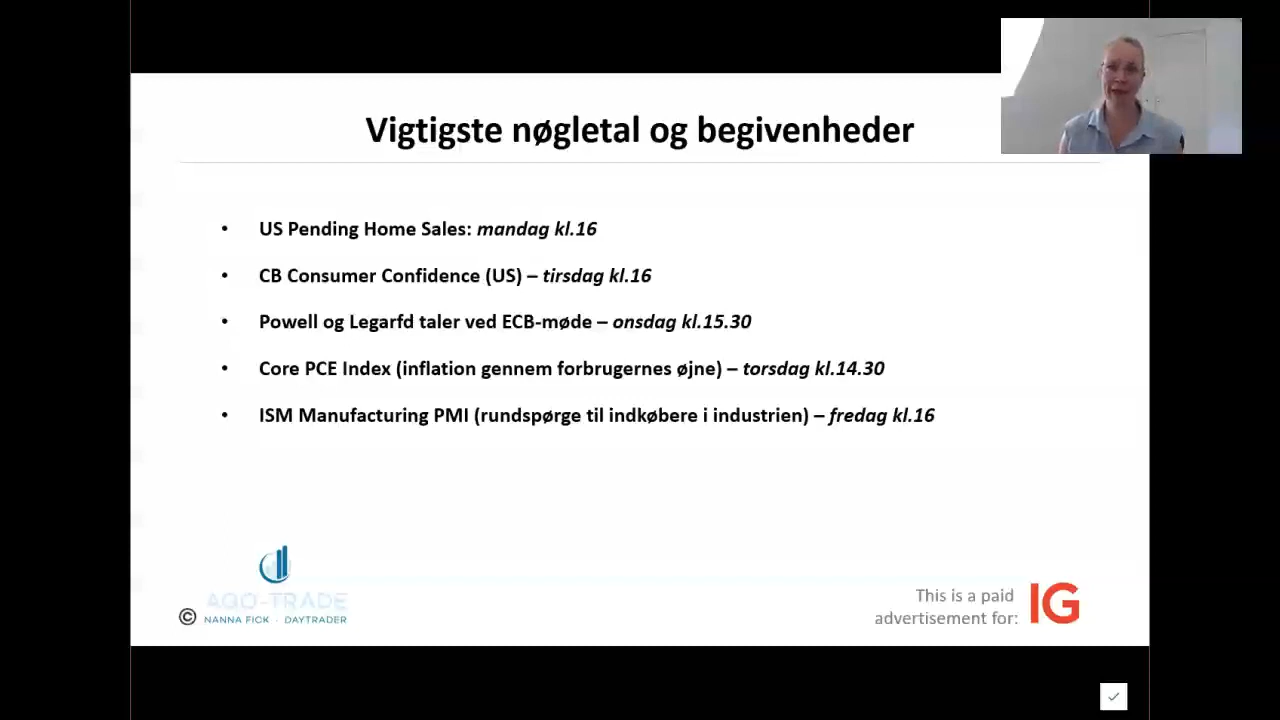 Vigtigste nøgletal og begivenheder
• US Pending Home Sales: mandag kl.16
• CB Consumer Confidence (US) – tirsdag kl.16
• Powell og Legarfd taler ved ECB-møde – onsdag kl.15.30
• Core PCE Index (inflation gennem forbrugernes øjne) – torsdag kl.14.30
• ISM Manufacturing PMI (rundspørge til indkøbere i industrien) – fredag kl.16
AQO-TRADE
© NANNA FICK · DAYTRADER
This is a paid
advertisement for: IG